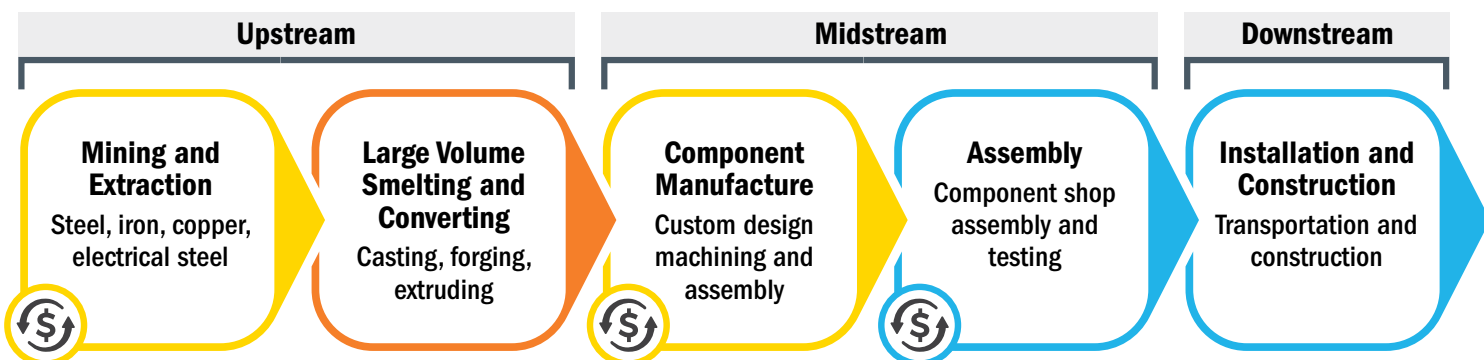 Upstream
Midstream
Downstream
Mining and
Extraction
Steel, iron, copper,
electrical steel
Large Volume
Smelting and
Converting
Casting, forging,
extruding
Component
Manufacture
Custom design
machining and
assembly
Assembly
Component shop
assembly and
testing
Installation and
Construction
Transportation and
construction
$
$
$